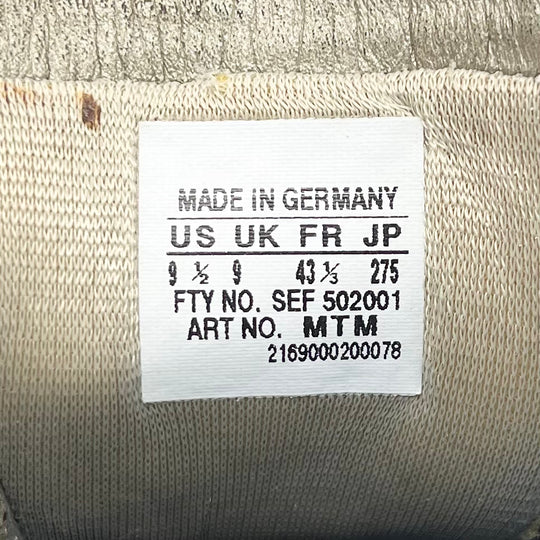 MADE IN GERMANY
US UK FR JP
9 ½ 9 43 ⅓ 275
FTY NO. SEF 502001
ART NO. MTM
2169000200078